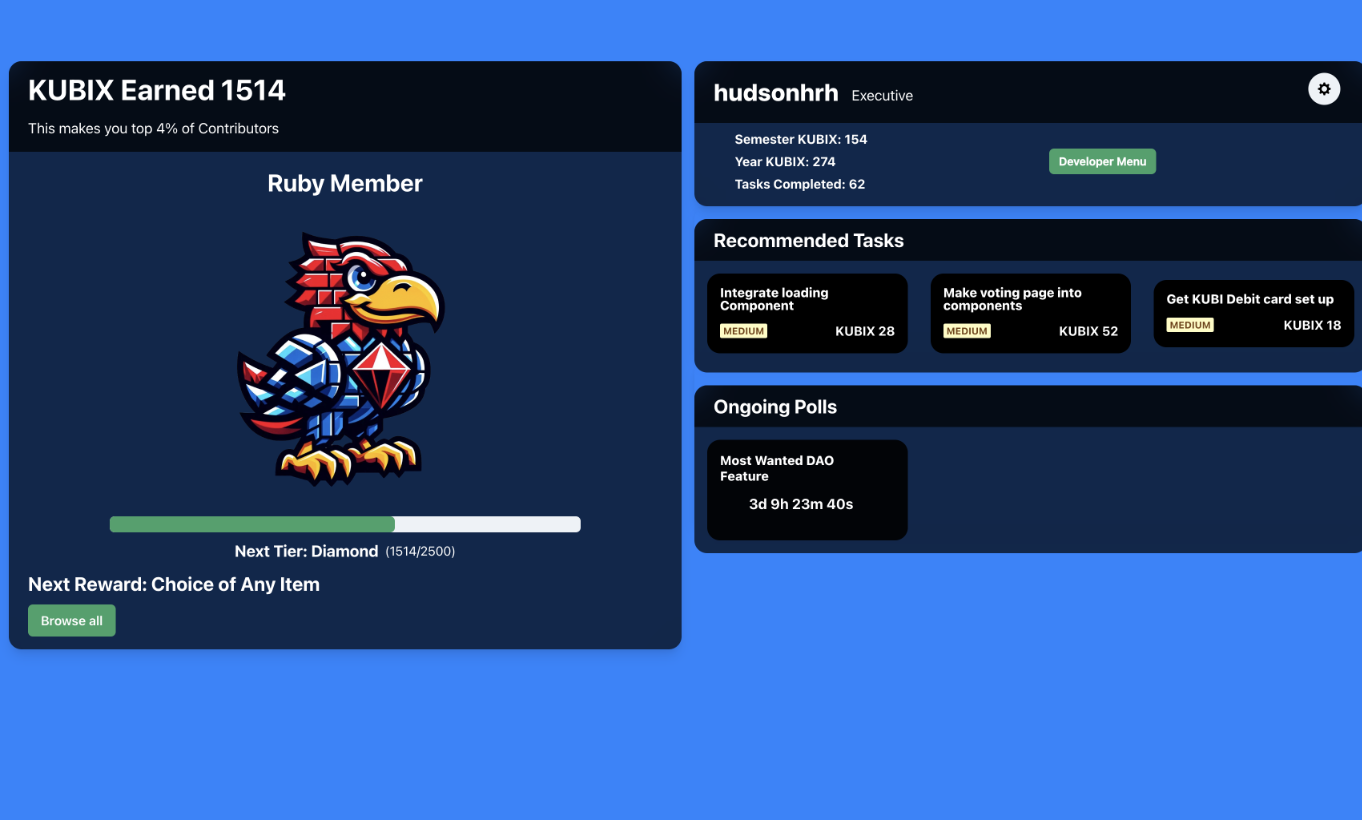 KUBIX Earned 1514
This makes you top 4% of Contributors
Ruby Member
Next Tier: Diamond (1514/2500)
Next Reward: Choice of Any Item
Browse all
hudsonhrh Executive
Semester KUBIX: 154
Year KUBIX: 274
Tasks Completed: 62
Developer Menu
Recommended Tasks
Integrate loading
Component
MEDIUM KUBIX 28
Make voting page into
components
MEDIUM KUBIX 52
Get KUBI Debit card set up
MEDIUM KUBIX 18
Ongoing Polls
Most Wanted DAO
Feature
3d 9h 23m 40s